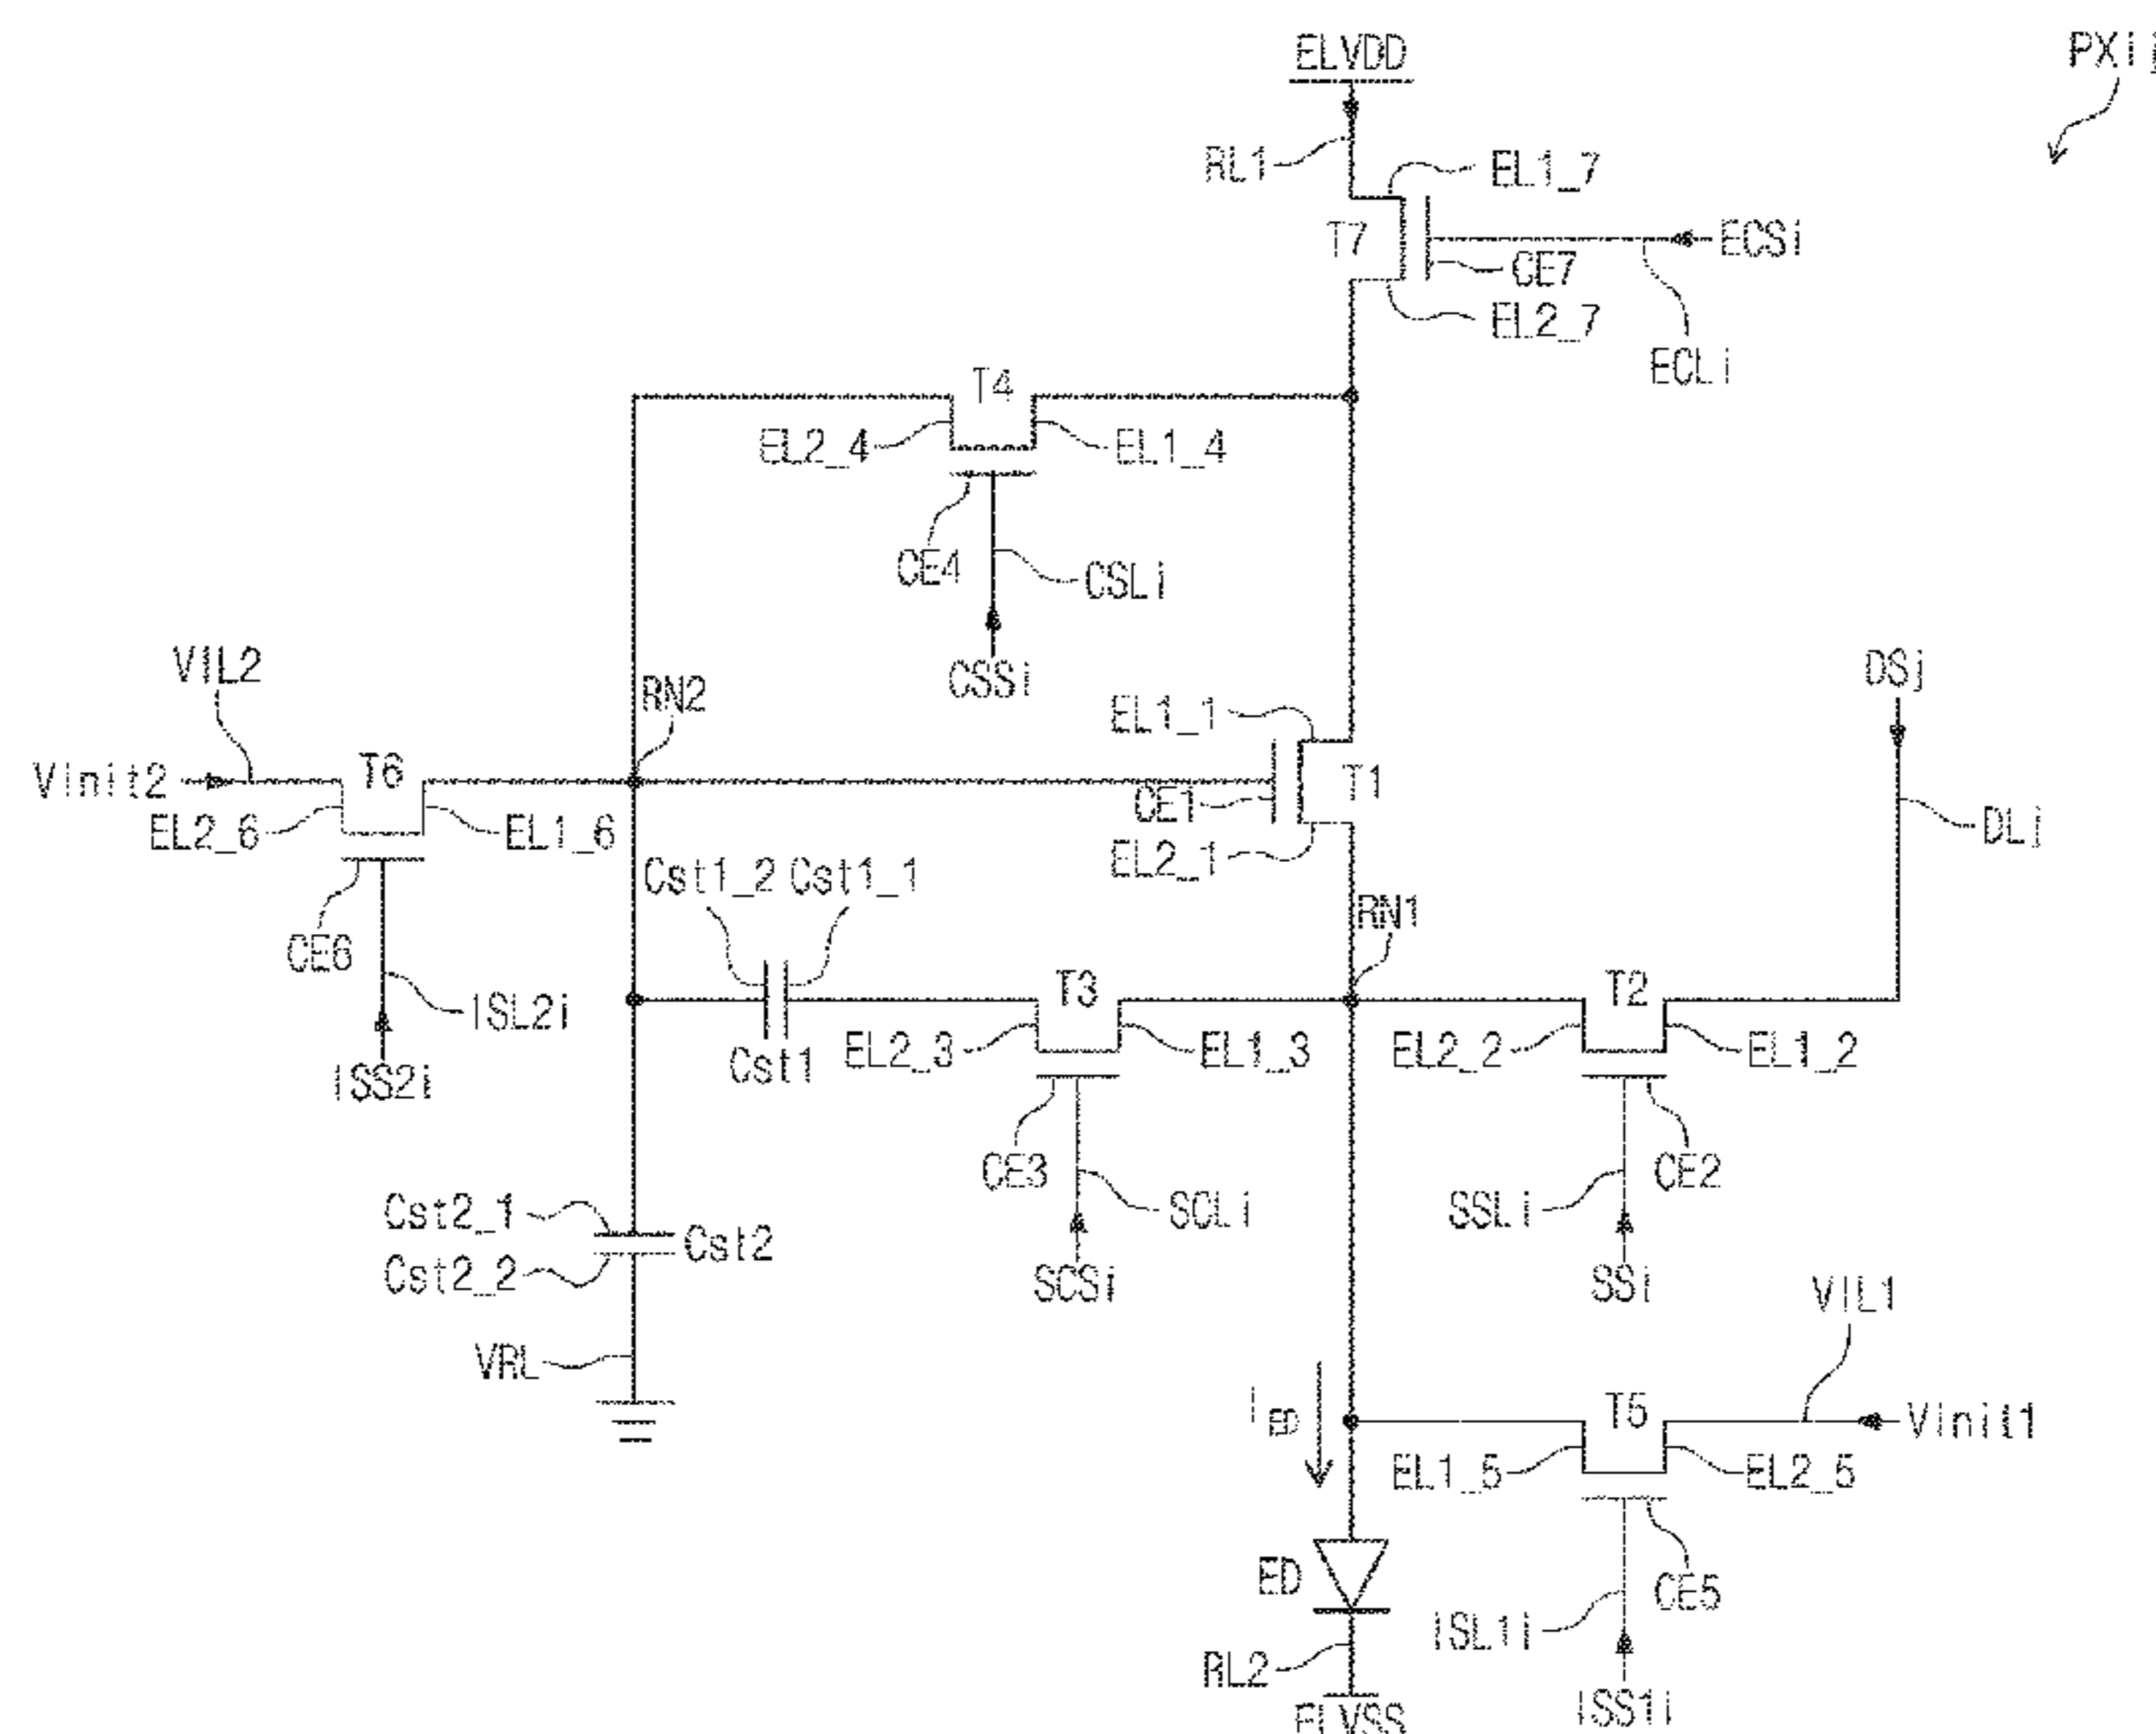 ELVDD
PXij
RL1
EL1_7
T7
ECSi
CE7
EL2_7
ECLi
T4
EL2_4
EL1_4
CE4
CSLi
CSSi
VIL2
RN2
DSj
EL1_1
Vinit2
T6
CE1
T1
EL2_6
EL1_6
DLj
EL2_1
Cst1_2
Cst1_1
RN1
CE6
T3
T2
ISL2i
Cst1
EL2_3
EL1_3
EL2_2
EL1_2
ISS2i
CE3
CE2
Cst2_1
SCLi
SSLi
Cst2
Cst2_2
SCSi
SSi
VIL1
VRL
IED
T5
Vinit1
EL1_5
EL2_5
ED
CE5
ISL1i
RL2
ISS1i
ELVSS